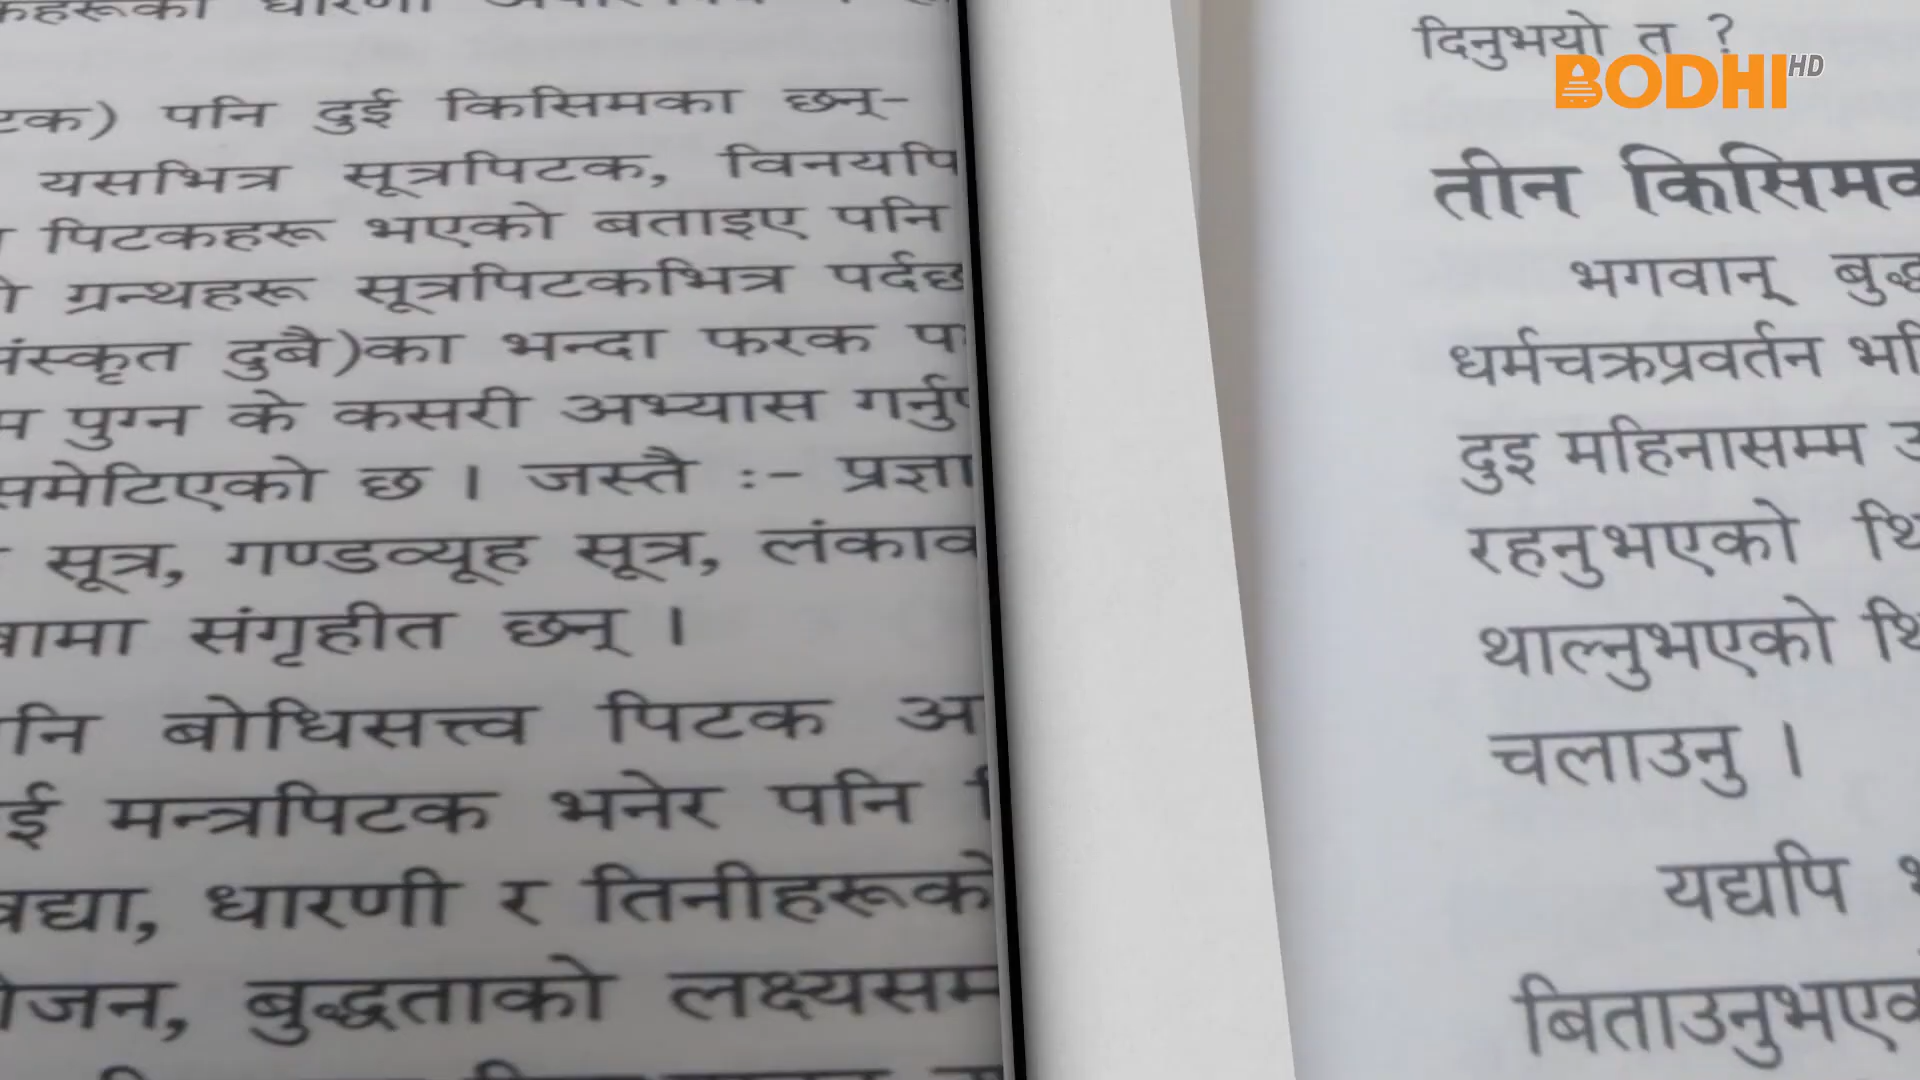 पनि दुई किसिमका छन्-
यसभित्र सूत्रपिटक, विनयपि
पिटकहरू भएको बताइए पनि
ग्रन्थहरू सूत्रपिटकभित्र पर्दछ
संस्कृत दुबै)का भन्दा फरक
पुग्न के कसरी अभ्यास गर्नु
समेटिएको छ । जस्तै :- प्रज्ञा
सूत्र, गण्डव्यूह सूत्र, लंकाव
संगृहीत छन् ।
बोधिसत्त्व पिटक अ
मन्त्रपिटक भनेर पनि
धारणी र तिनीहरूको
बुद्धताको लक्ष्यसम्म
दिनुभयो त ?
BODHI HD
तीन किसिमक
भगवान् बुद्ध
धर्मचक्रप्रवर्तन
दुइ महिनासम्म
रहनुभएको थि
थाल्नुभएको थि
चलाउनु ।
यद्यपि
बिताउनुभएक